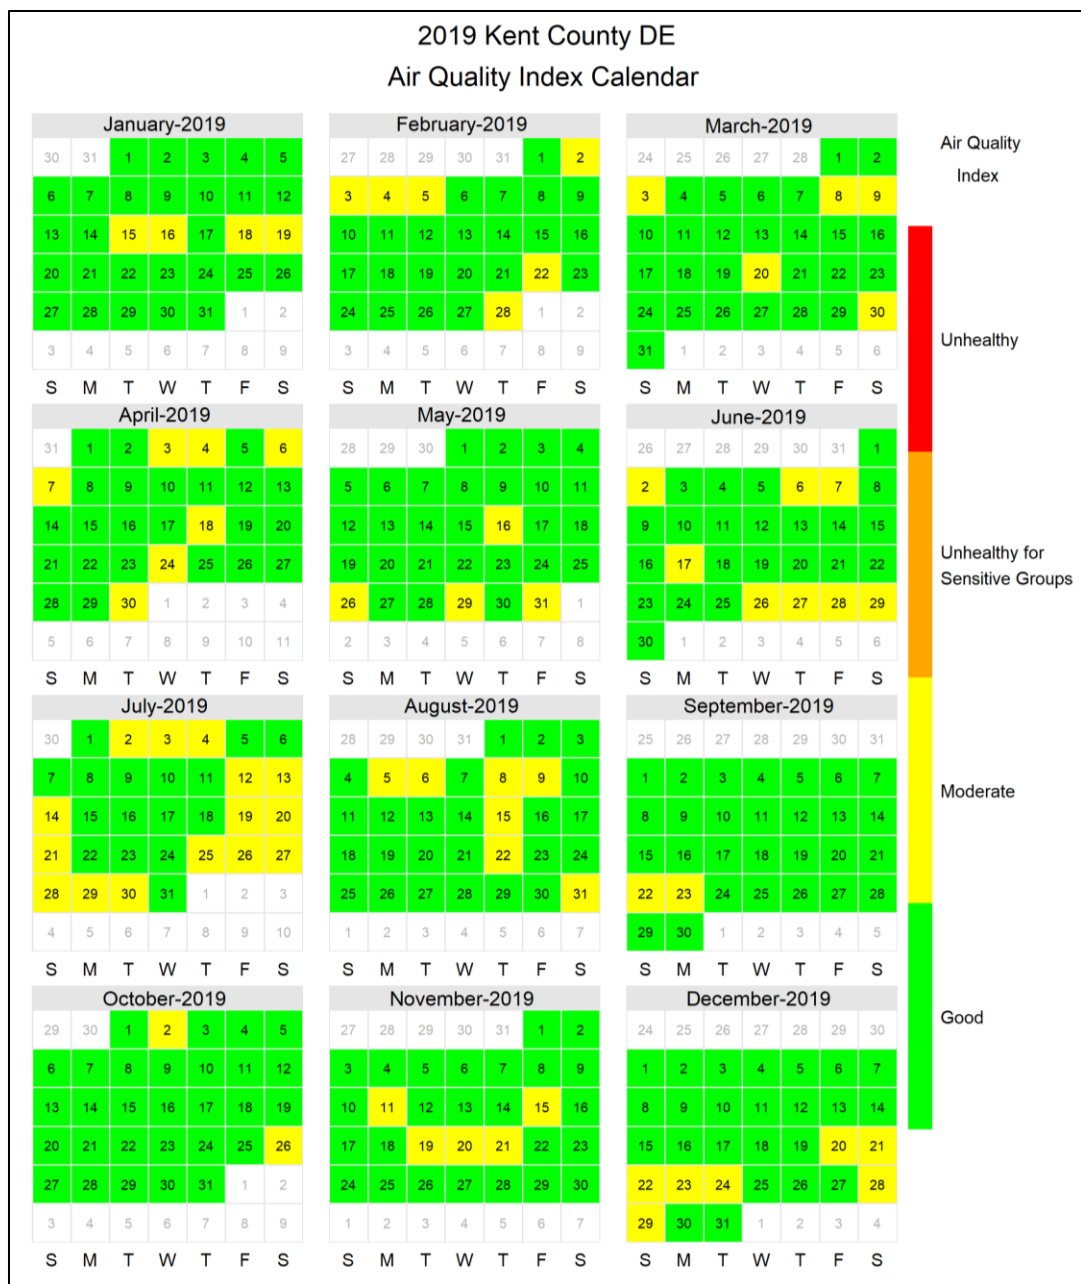 2019 Kent County DE
Air Quality Index Calendar
January-2019
30 31 1 2 3 4 5
6 7 8 9 10 11 12
13 14 15 16 17 18 19
20 21 22 23 24 25 26
27 28 29 30 31 1 2
3 4 5 6 7 8 9
S M T W T F S
February-2019
27 28 29 30 31 1 2
3 4 5 6 7 8 9
10 11 12 13 14 15 16
17 18 19 20 21 22 23
24 25 26 27 28 1 2
3 4 5 6 7 8 9
S M T W T F S
March-2019
24 25 26 27 28 1 2
3 4 5 6 7 8 9
10 11 12 13 14 15 16
17 18 19 20 21 22 23
24 25 26 27 28 29 30
31 1 2 3 4 5 6
S M T W T F S
April-2019
31 1 2 3 4 5 6
7 8 9 10 11 12 13
14 15 16 17 18 19 20
21 22 23 24 25 26 27
28 29 30 1 2 3 4
5 6 7 8 9 10 11
S M T W T F S
May-2019
28 29 30 1 2 3 4
5 6 7 8 9 10 11
12 13 14 15 16 17 18
19 20 21 22 23 24 25
26 27 28 29 30 31 1
2 3 4 5 6 7 8
S M T W T F S
June-2019
26 27 28 29 30 31 1
2 3 4 5 6 7 8
9 10 11 12 13 14 15
16 17 18 19 20 21 22
23 24 25 26 27 28 29
30 1 2 3 4 5 6
S M T W T F S
July-2019
30 1 2 3 4 5 6
7 8 9 10 11 12 13
14 15 16 17 18 19 20
21 22 23 24 25 26 27
28 29 30 31 1 2 3
4 5 6 7 8 9 10
S M T W T F S
August-2019
28 29 30 31 1 2 3
4 5 6 7 8 9 10
11 12 13 14 15 16 17
18 19 20 21 22 23 24
25 26 27 28 29 30 31
1 2 3 4 5 6 7
S M T W T F S
September-2019
25 26 27 28 29 30 31
1 2 3 4 5 6 7
8 9 10 11 12 13 14
15 16 17 18 19 20 21
22 23 24 25 26 27 28
29 30 1 2 3 4 5
S M T W T F S
October-2019
29 30 1 2 3 4 5
6 7 8 9 10 11 12
13 14 15 16 17 18 19
20 21 22 23 24 25 26
27 28 29 30 31 1 2
3 4 5 6 7 8 9
S M T W T F S
November-2019
27 28 29 30 31 1 2
3 4 5 6 7 8 9
10 11 12 13 14 15 16
17 18 19 20 21 22 23
24 25 26 27 28 29 30
1 2 3 4 5 6 7
S M T W T F S
December-2019
24 25 26 27 28 29 30
1 2 3 4 5 6 7
8 9 10 11 12 13 14
15 16 17 18 19 20 21
22 23 24 25 26 27 28
29 30 31 1 2 3 4
S M T W T F S
Air Quality
Index
Unhealthy
Unhealthy for
Sensitive Groups
Moderate
Good